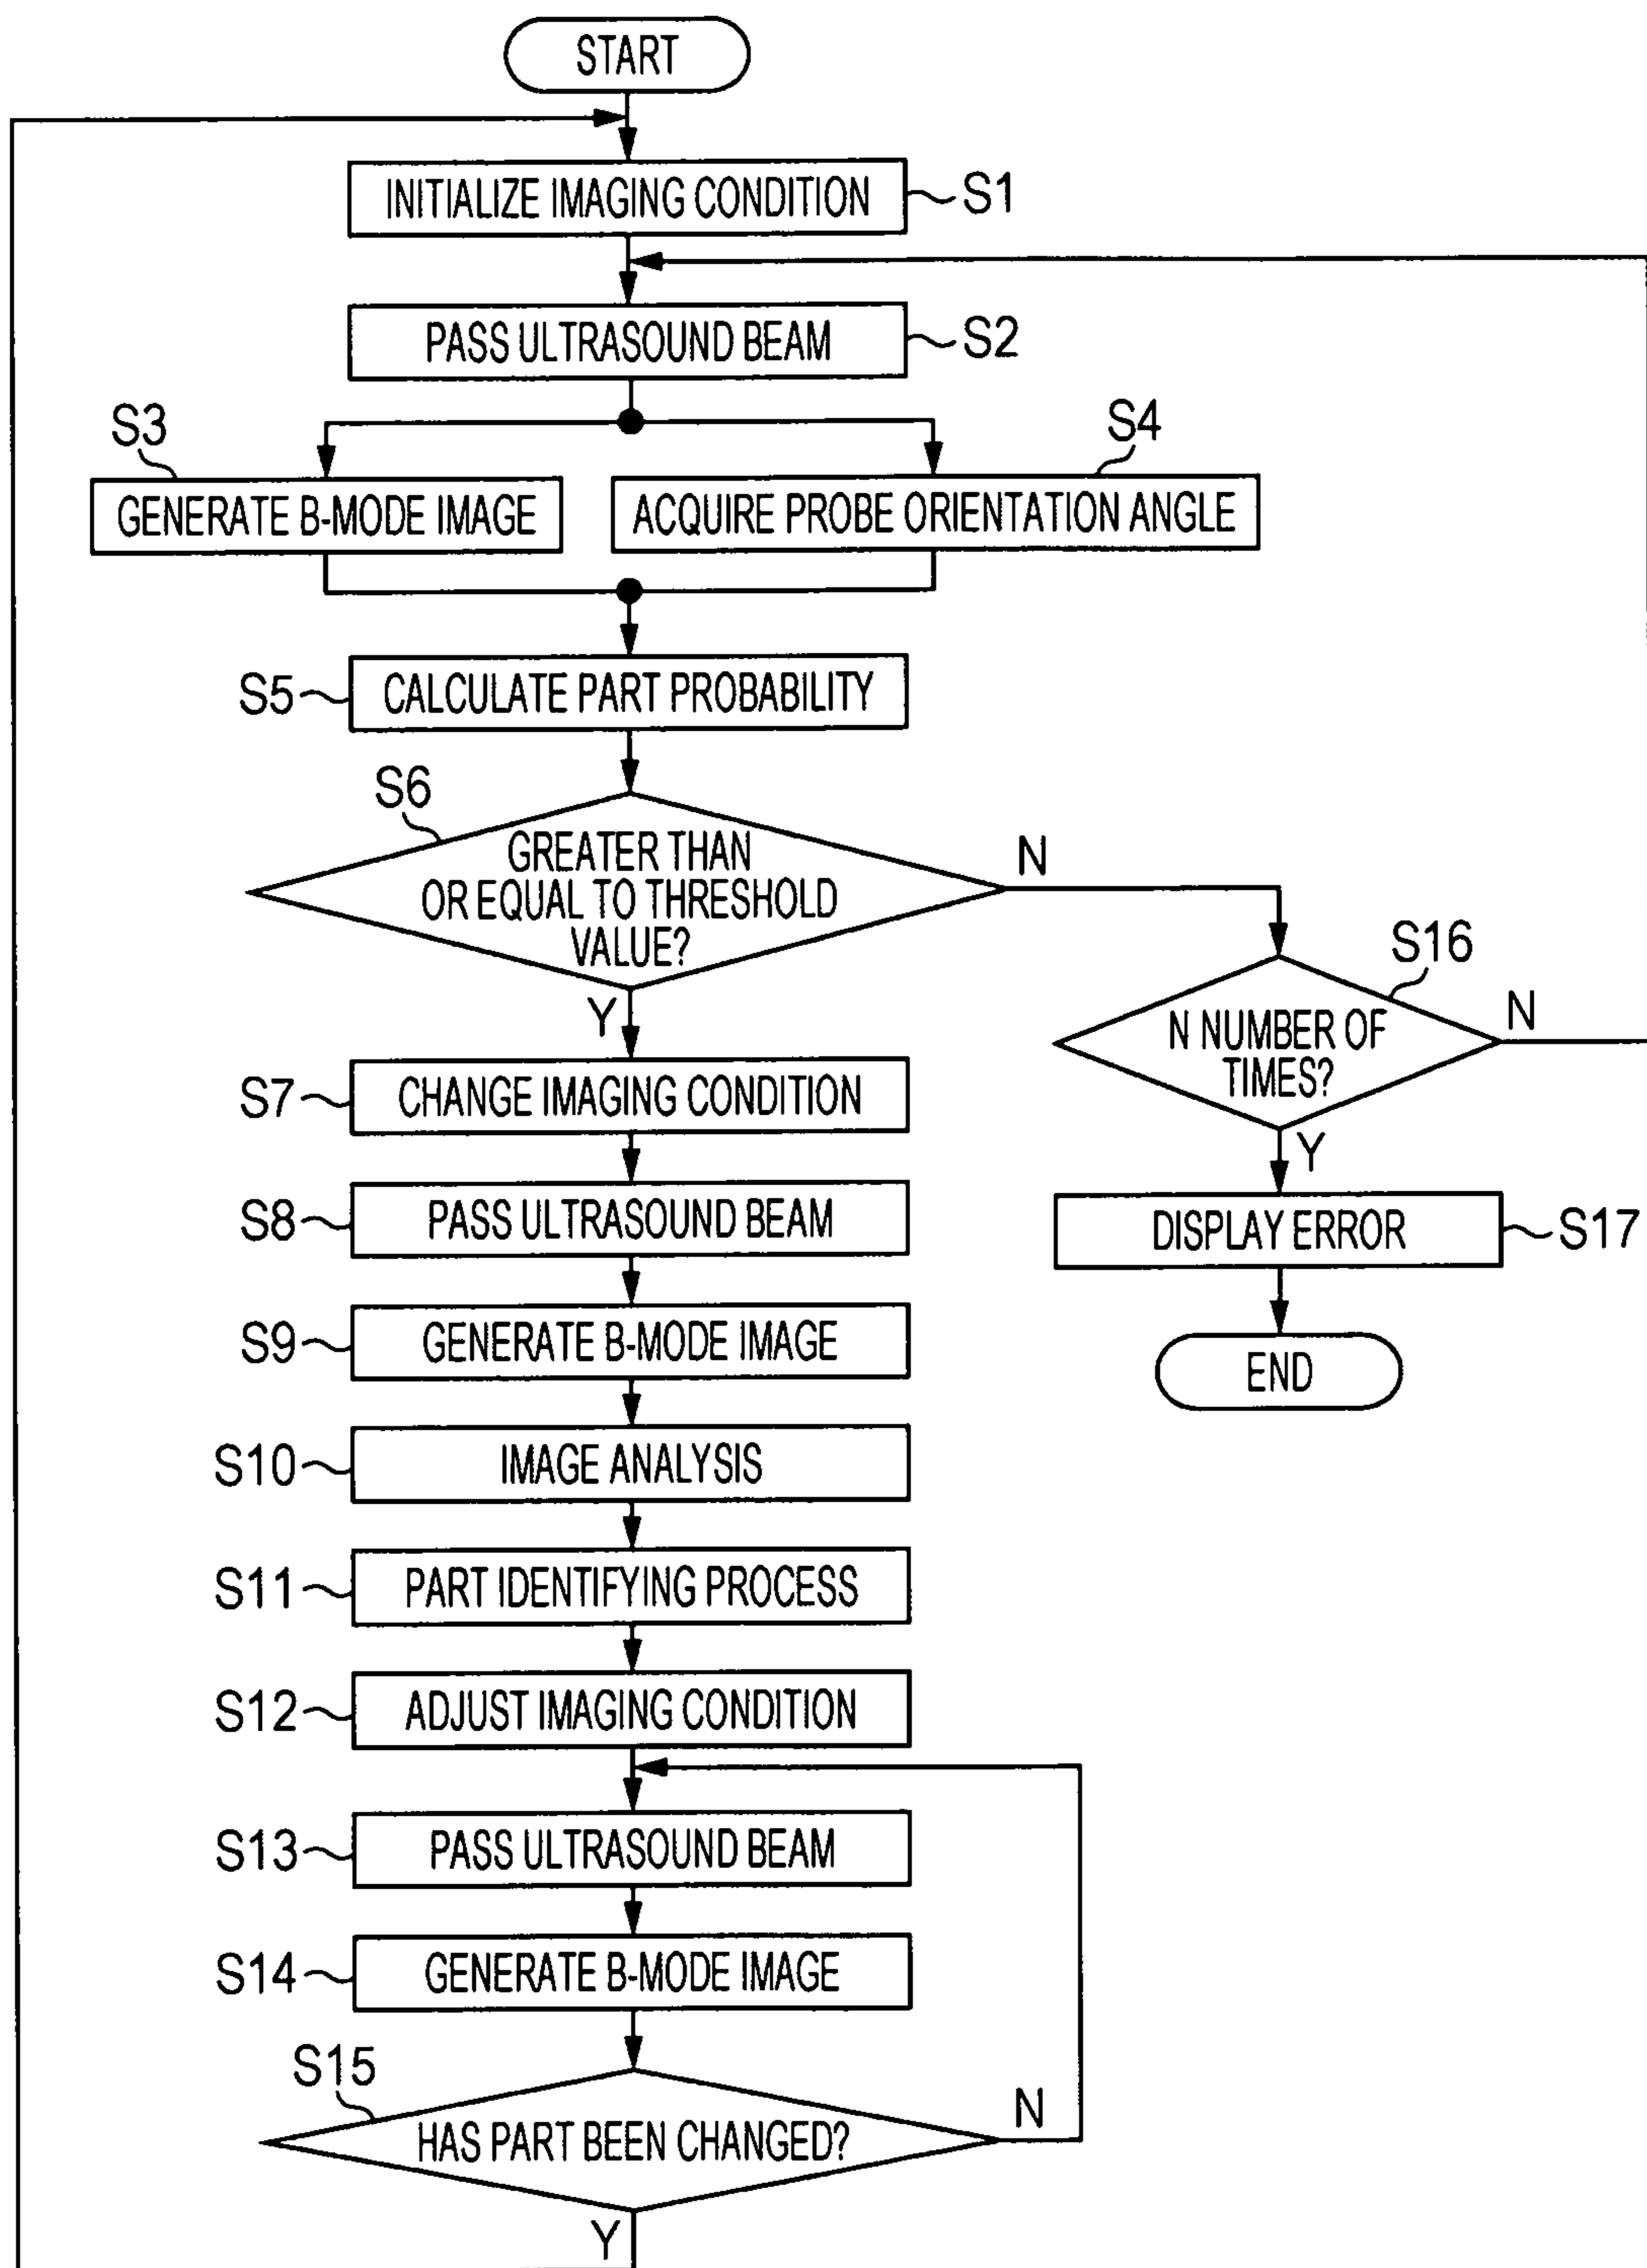 START
INITIALIZE IMAGING CONDITION
S1
PASS ULTRASOUND BEAM
S2
S3
GENERATE B-MODE IMAGE
S4
ACQUIRE PROBE ORIENTATION ANGLE
S5
CALCULATE PART PROBABILITY
S6
GREATER THAN
OR EQUAL TO THRESHOLD
VALUE?
N
Y
S16
N NUMBER OF
TIMES?
N
Y
S7
CHANGE IMAGING CONDITION
S8
PASS ULTRASOUND BEAM
DISPLAY ERROR
S17
S9
GENERATE B-MODE IMAGE
END
S10
IMAGE ANALYSIS
S11
PART IDENTIFYING PROCESS
S12
ADJUST IMAGING CONDITION
S13
PASS ULTRASOUND BEAM
S14
GENERATE B-MODE IMAGE
S15
HAS PART BEEN CHANGED?
N
Y